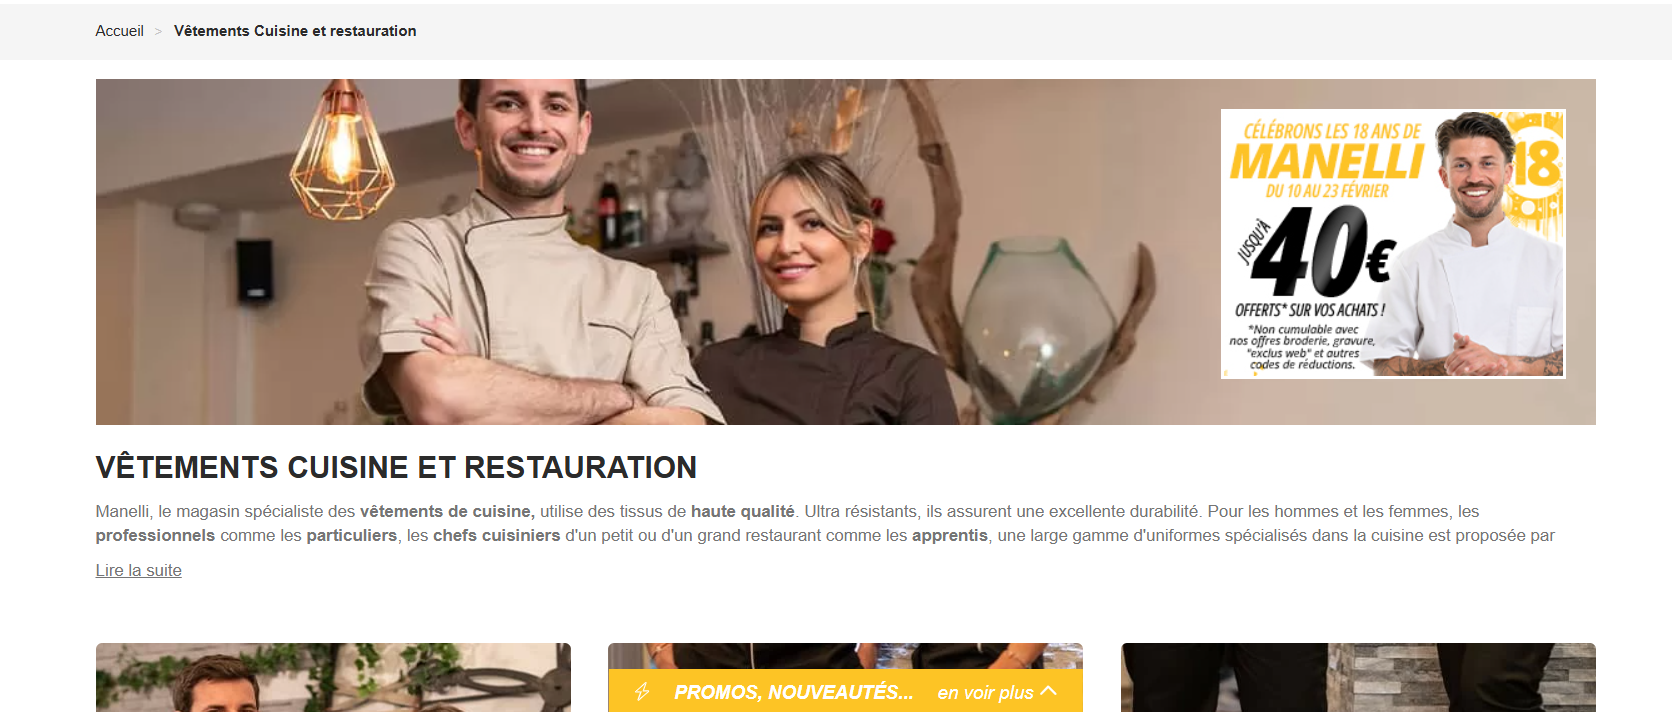 Accueil > Vêtements Cuisine et restauration
CÉLÉBRONS LES 18 ANS DE
MANELLI
18
DU 10 AU 23 FÉVRIER
JUSQU'À
40€
OFFERTS* SUR VOS ACHATS !
*Non cumulable avec
nos offres broderie, gravure,
"exclus web" et autres
codes de réductions.
VÊTEMENTS CUISINE ET RESTAURATION
Manelli, le magasin spécialiste des vêtements de cuisine, utilise des tissus de haute qualité. Ultra résistants, ils assurent une excellente durabilité. Pour les hommes et les femmes, les
professionnels comme les particuliers, les chefs cuisiniers d'un petit ou d'un grand restaurant comme les apprentis, une large gamme d'uniformes spécialisés dans la cuisine est proposée par
Lire la suite
PROMOS, NOUVEAUTÉS... en voir plus